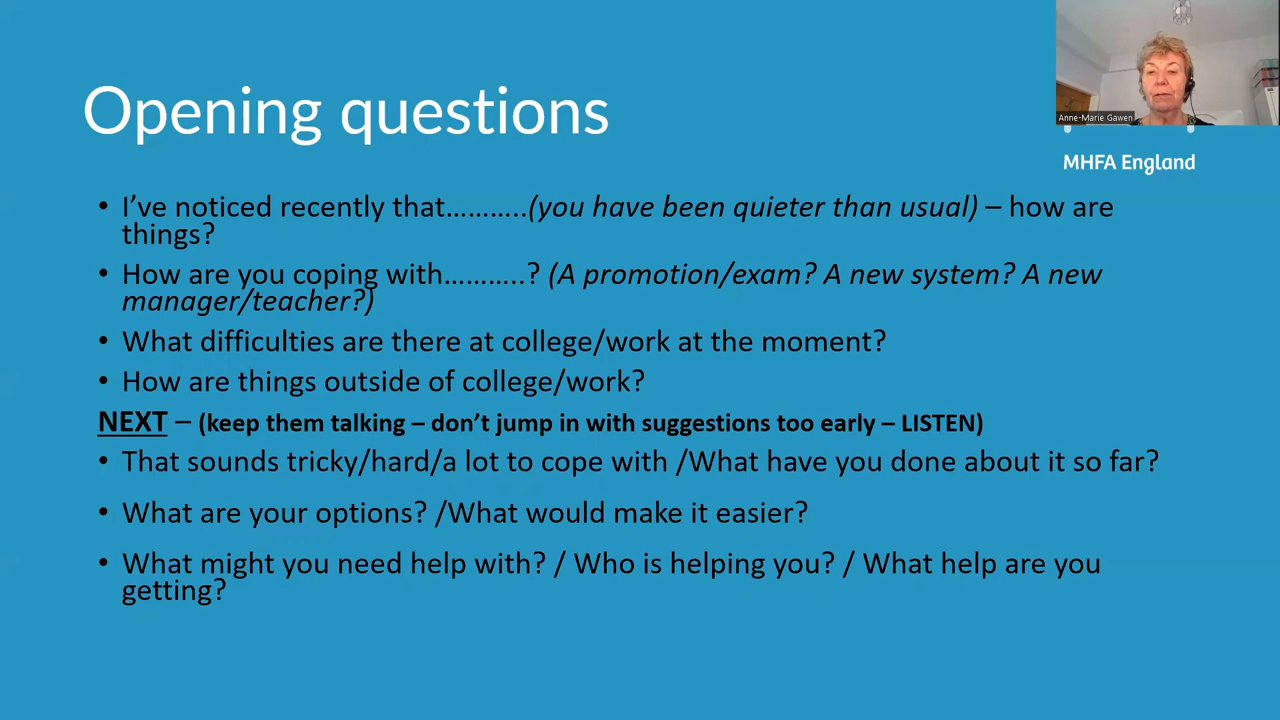 Opening questions
Anne-Marie Gawen
MHFA England
• I’ve noticed recently that………..(you have been quieter than usual) – how are
things?
• How are you coping with………..? (A promotion/exam? A new system? A new
manager/teacher?)
• What difficulties are there at college/work at the moment?
• How are things outside of college/work?
NEXT – (keep them talking – don’t jump in with suggestions too early – LISTEN)
• That sounds tricky/hard/a lot to cope with /What have you done about it so far?
• What are your options? /What would make it easier?
• What might you need help with? / Who is helping you? / What help are you
getting?